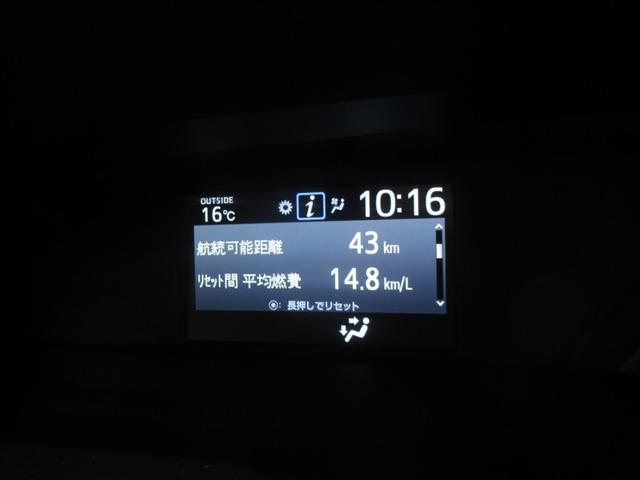 OUTSIDE
16℃
i
10:16
航続可能距離 43 km
ﾘｾｯﾄ間 平均燃費 14.8 km/L
◉: 長押しでリセット